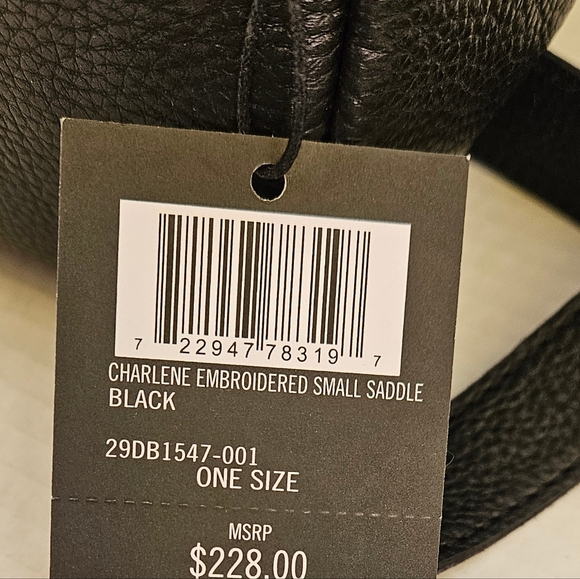 7 22947 78319 7
CHARLENE EMBROIDERED SMALL SADDLE
BLACK
29DB1547-001
ONE SIZE
MSRP
$228.00